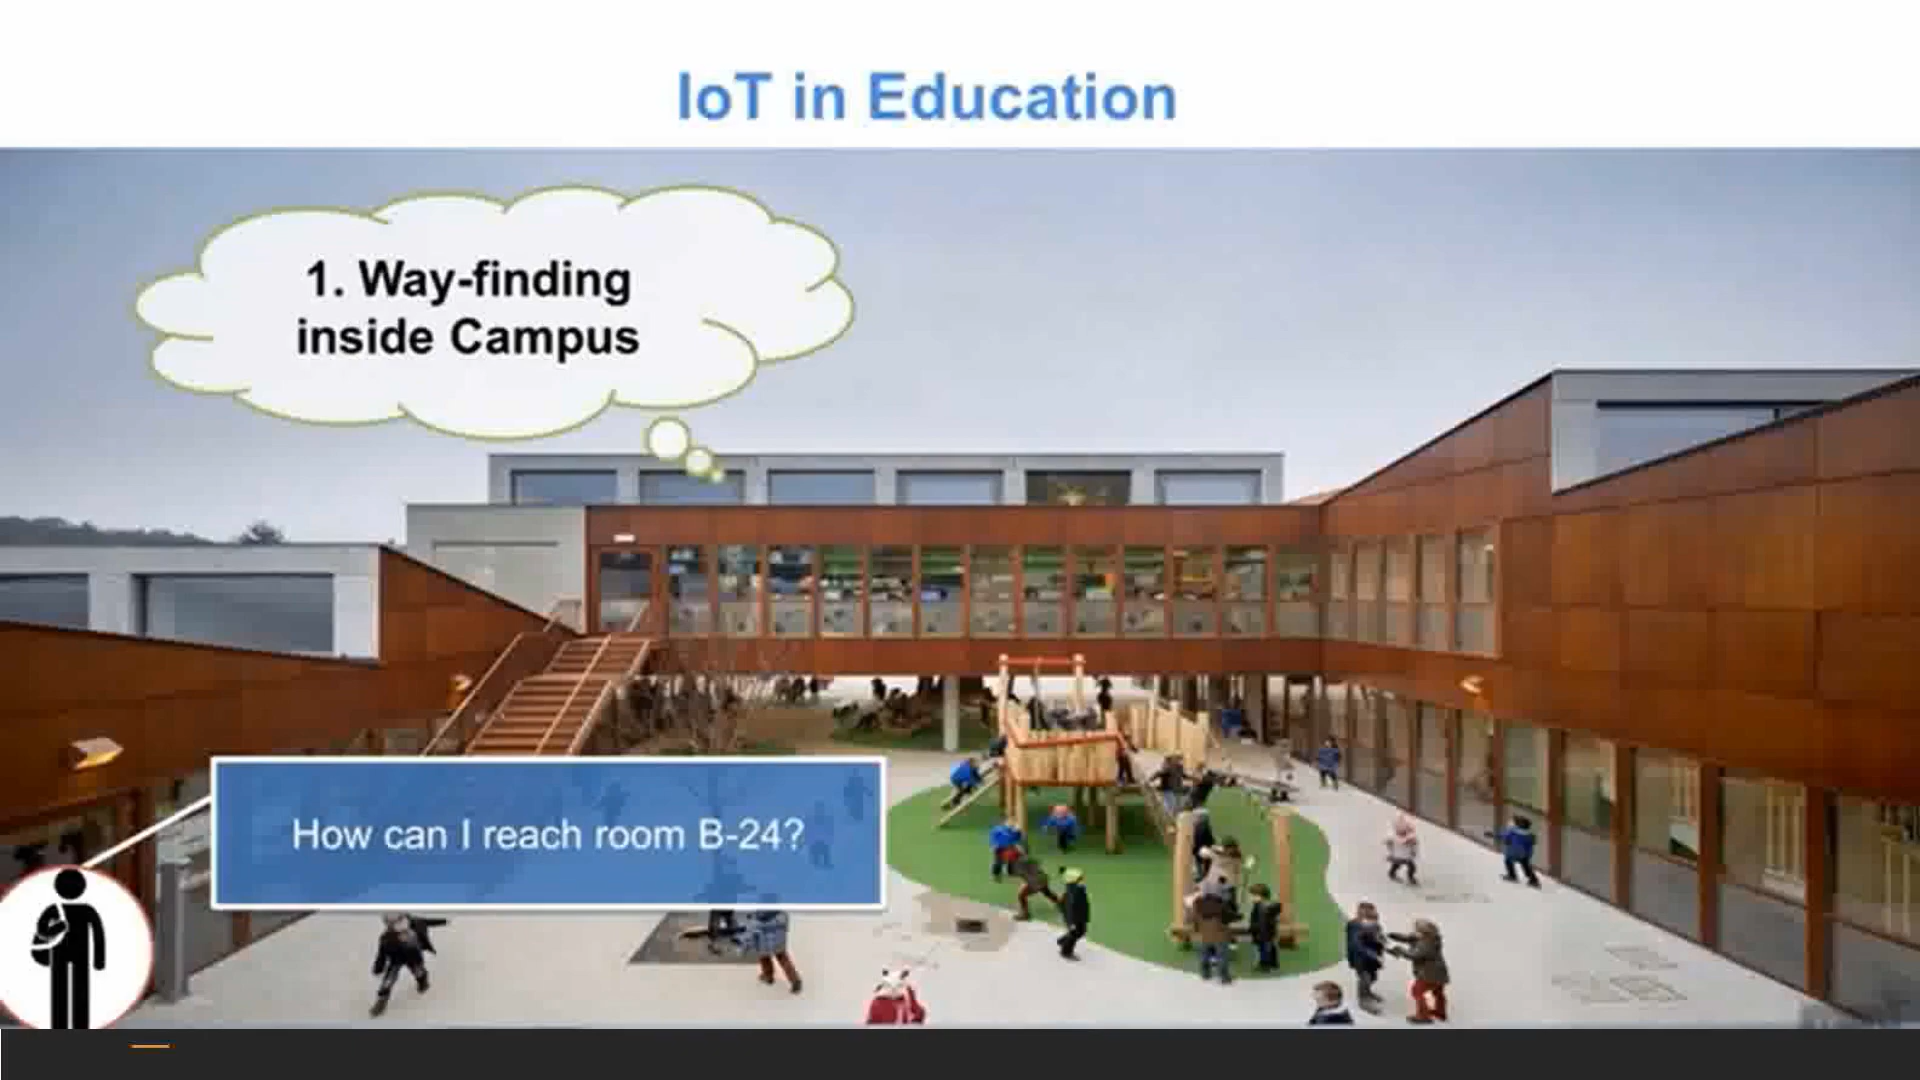 IoT in Education
1. Way-finding
inside Campus
How can I reach room B-24?